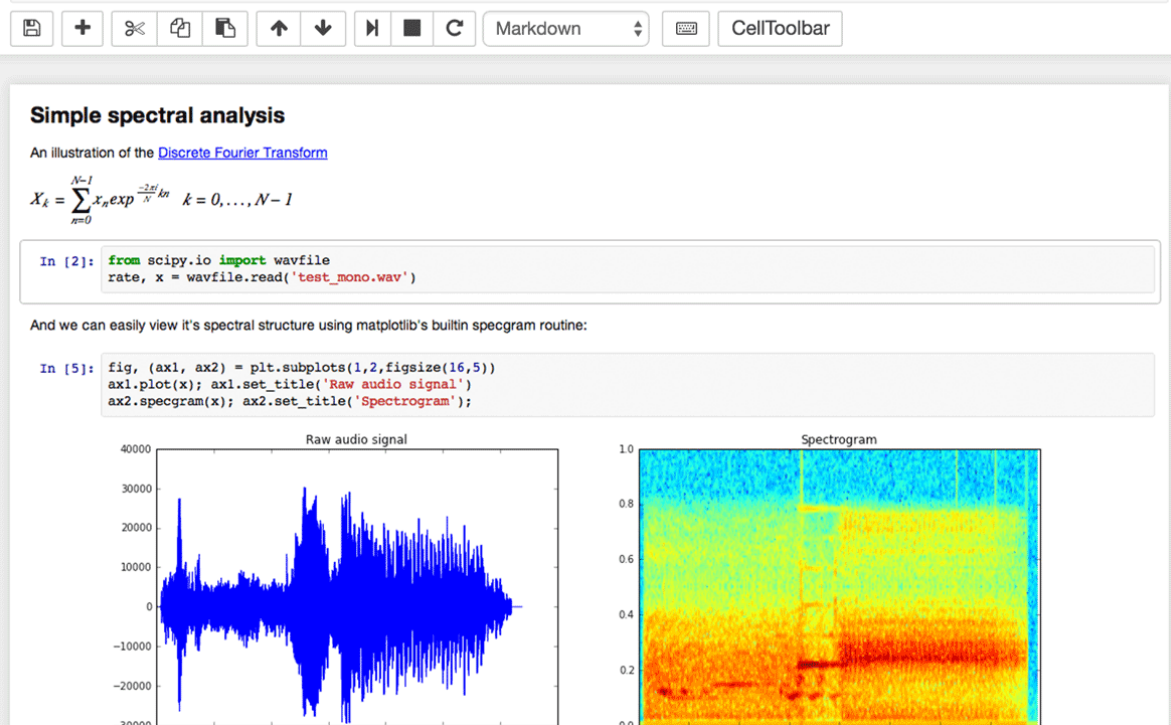 Markdown
CellToolbar
Simple spectral analysis
An illustration of the Discrete Fourier Transform
N−1
X_k = ∑ x_n exp^{\frac{−2πi}{N} kn} k = 0, . . . , N − 1
n=0
In [2]: from scipy.io import wavfile
rate, x = wavfile.read('test_mono.wav')
And we can easily view it's spectral structure using matplotlib's builtin specgram routine:
In [5]: fig, (ax1, ax2) = plt.subplots(1,2,figsize(16,5))
ax1.plot(x); ax1.set_title('Raw audio signal')
ax2.specgram(x); ax2.set_title('Spectrogram');
Raw audio signal
40000
30000
20000
10000
0
−10000
−20000
Spectrogram
1.0
0.8
0.6
0.4
0.2